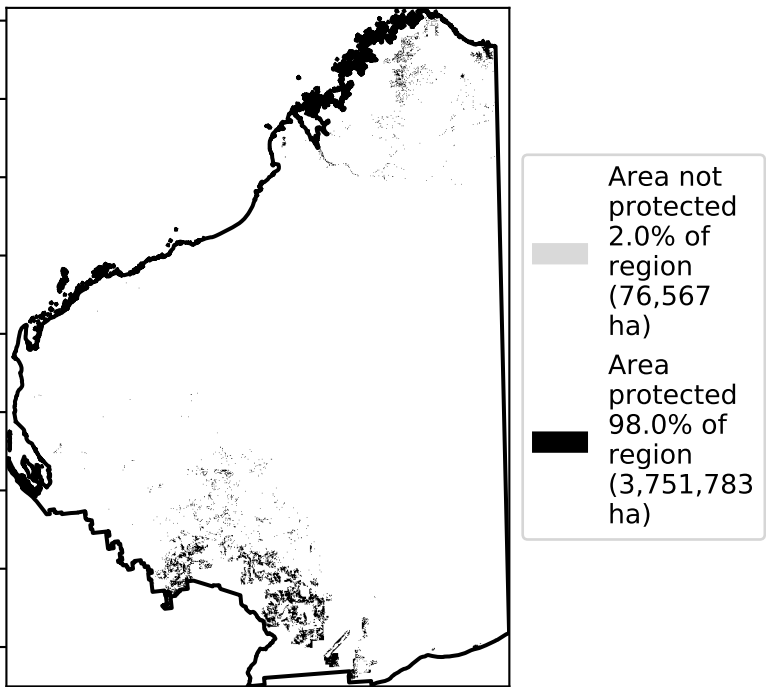 Area not
protected
2.0% of
region
(76,567
ha)
Area
protected
98.0% of
region
(3,751,783
ha)